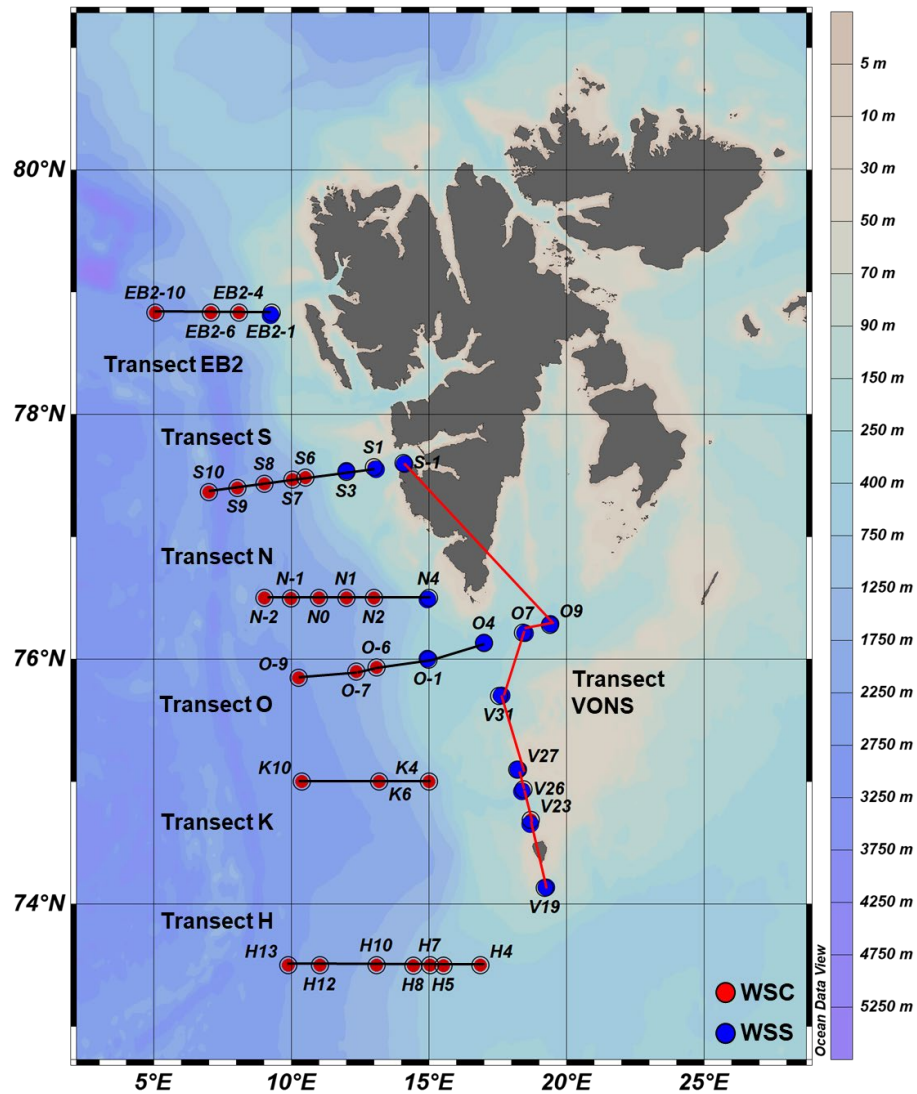 80°N
78°N
76°N
74°N
5°E
10°E
15°E
20°E
25°E
EB2-10
EB2-4
EB2-6
EB2-1
Transect EB2
Transect S
S10
S9
S8
S7
S6
S3
S1
S-1
Transect N
N-2
N-1
N0
N1
N2
N4
O-9
O-7
O-6
O-1
O4
O7
O9
Transect O
Transect
VONS
V31
V27
V26
V23
V19
K10
K4
K6
Transect K
Transect H
H13
H12
H10
H8
H7
H5
H4
WSC
WSS
Ocean Data View
5 m
10 m
30 m
50 m
70 m
90 m
150 m
250 m
400 m
750 m
1250 m
1750 m
2250 m
2750 m
3250 m
3750 m
4250 m
4750 m
5250 m